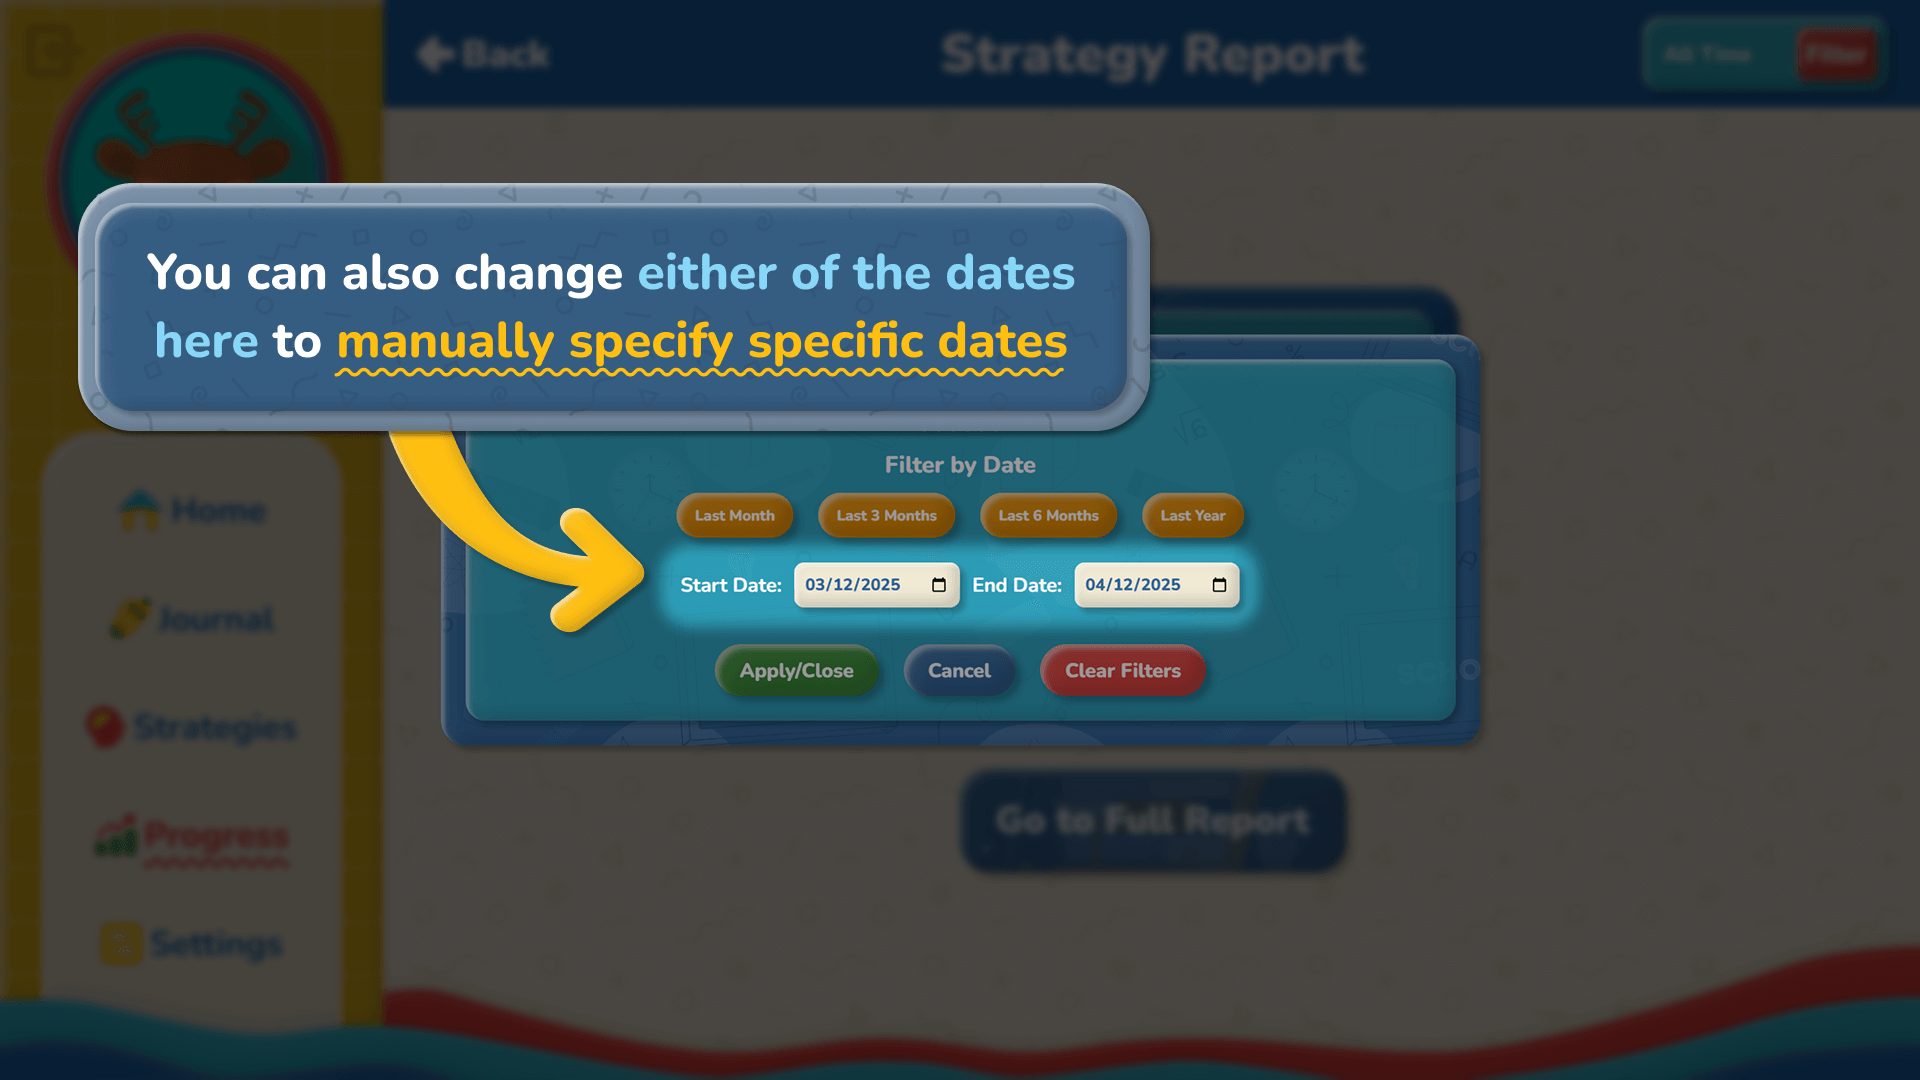 Back
Strategy Report
All Time
Filter
You can also change either of the dates
here to manually specify specific dates
Filter by Date
Last Month
Last 3 Months
Last 6 Months
Last Year
Start Date: 03/12/2025 End Date: 04/12/2025
Apply/Close
Cancel
Clear Filters
Home
Journal
Strategies
Progress
Settings
Go to Full Report